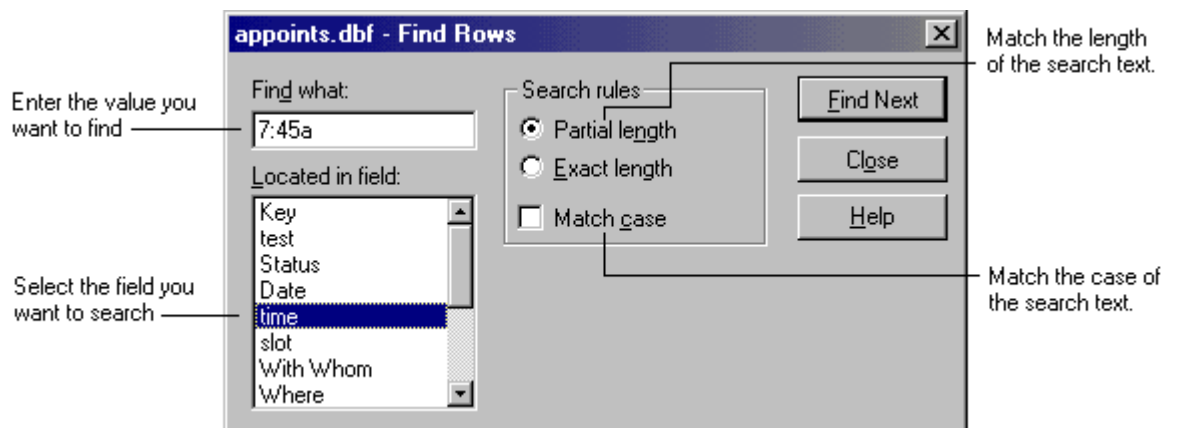 appoints.dbf - Find Rows
Match the length
of the search text.
Enter the value you
want to find
Find what:
7:45a
Search rules
Partial length
Exact length
Match case
Find Next
Close
Help
Located in field:
Key
test
Status
Date
time
slot
With Whom
Where
Select the field you
want to search
Match the case of
the search text.